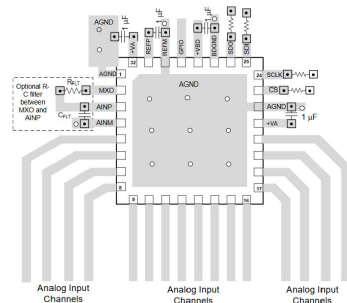 AGND
1 µF
+VA
REFP
REFM
1 µF
GPIO
+VBD
BDGND
1 µF
SDO
SDI
32
25
AGND
1
MXO
AINP
AINM
RFLT
Optional R-
C filter
between
MXO and
AINP
CFLT
AGND
24
SCLK
CS
AGND
+VA
1 µF
8
17
9
16
Analog Input
Channels
Analog Input
Channels
Analog Input
Channels